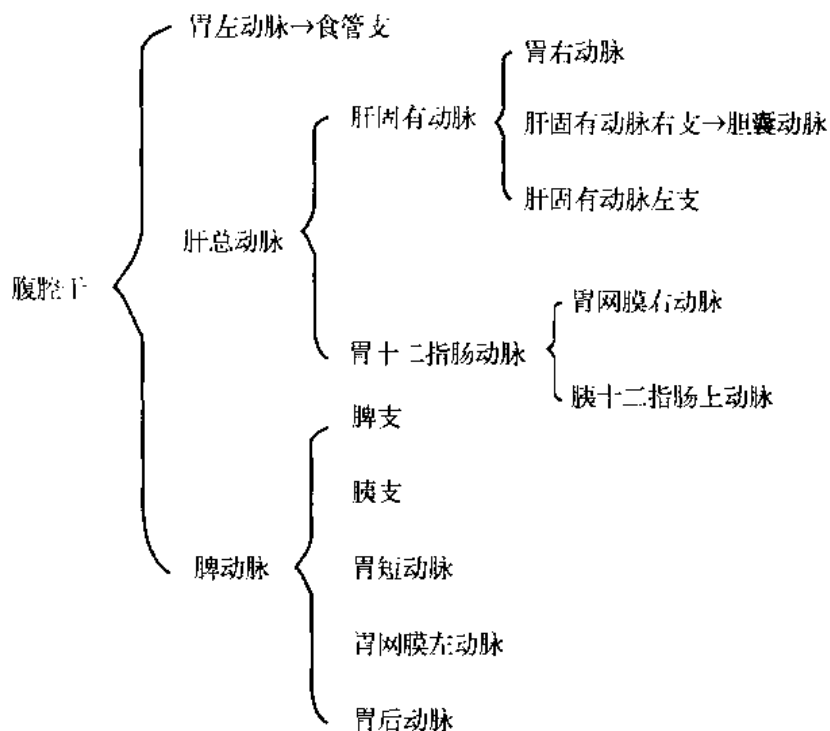 胃左动脉→食管支
胃右动脉
肝固有动脉
肝固有动脉右支→胆囊动脉
肝固有动脉左支
肝总动脉
腹腔干
胃网膜右动脉
胃十二指肠动脉
胰十二指肠上动脉
脾支
胰支
脾动脉
胃短动脉
胃网膜左动脉
胃后动脉